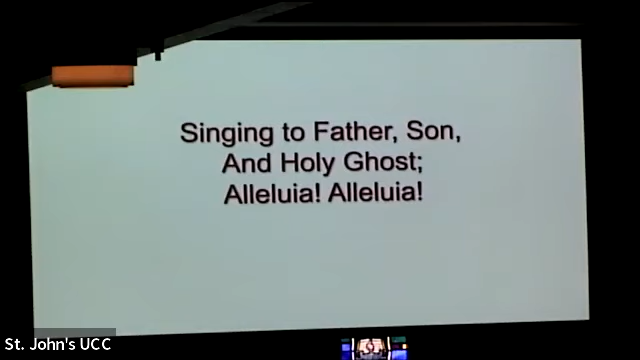 Singing to Father, Son,
And Holy Ghost;
Alleluia! Alleluia!
St. John's UCC